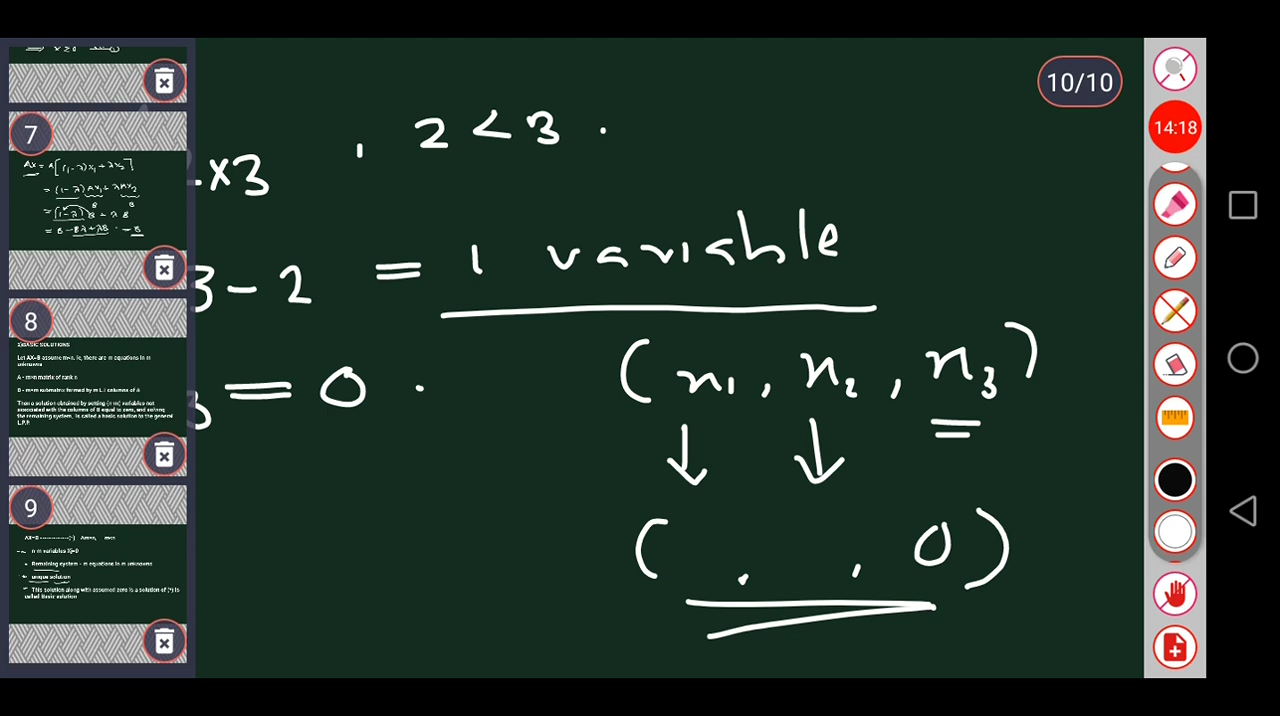 10/10
14:18
, 2 < 3 .
×3
3 - 2 = 1 variable
3 = 0 .
(x1, x2, x3)
( , , 0)
7
Ax = A[(1-λ)x1 + λx2]
= (1-λ)Ax1 + λAx2
B B
= (1-λ)B + λB
= B - Bλ + λB = B
8
BASIC SOLUTIONS
Let AX=B assume m<n. ie, there are m equations in n
unknowns
A - m×n matrix of rank m
B - m×m submatrix formed by m L.I columns of A
Then a solution obtained by setting (n-m) variables not
associated with the columns of B equal to zero, and solving
the remaining system, is called a basic solution to the general
L.P.P.
9
AX=B --------------(*) Am×n, m<n
n-m variables Xj=0
Remaining system - m equations in m unknowns
unique solution
This solution along with assumed zero is a solution of (*) is
called Basic solution